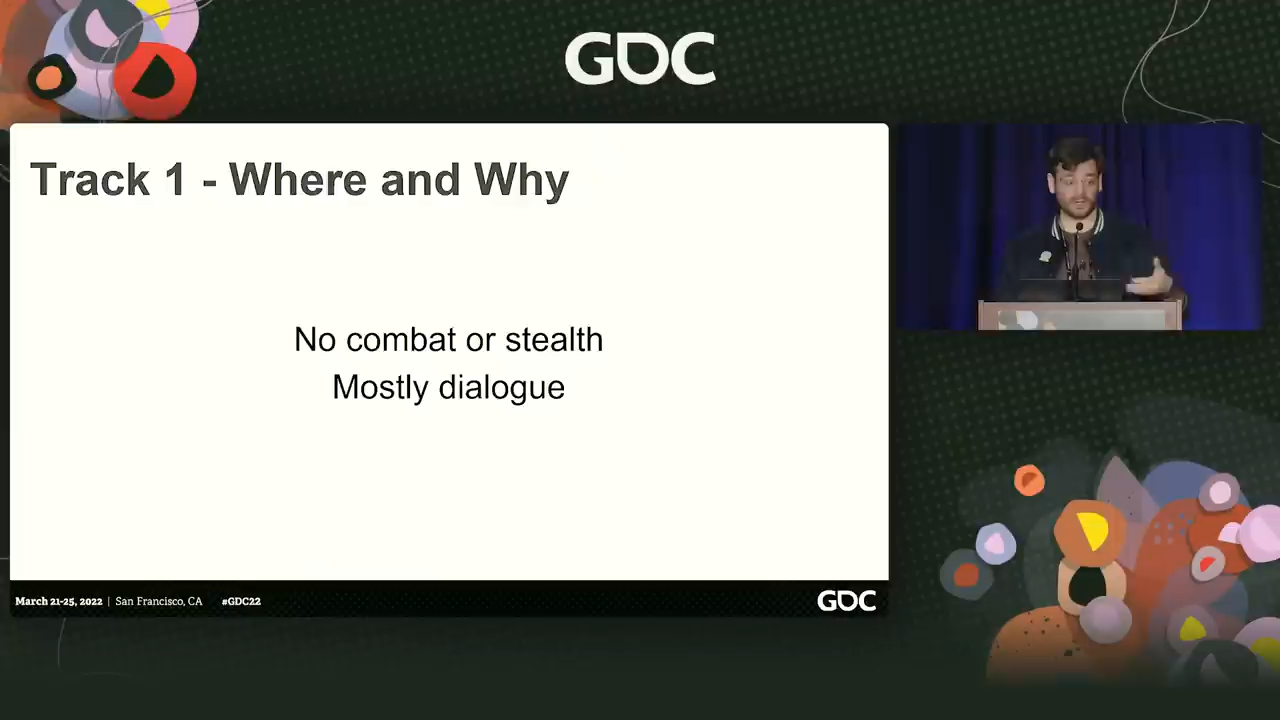 GDC
Track 1 - Where and Why
No combat or stealth
Mostly dialogue
March 21-25, 2022 | San Francisco, CA #GDC22
GDC